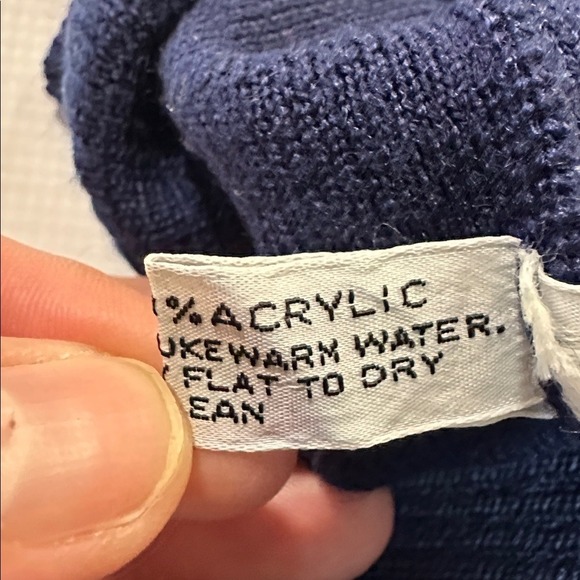 % ACRYLIC
UKEWARM WATER.
FLAT TO DRY
EAN